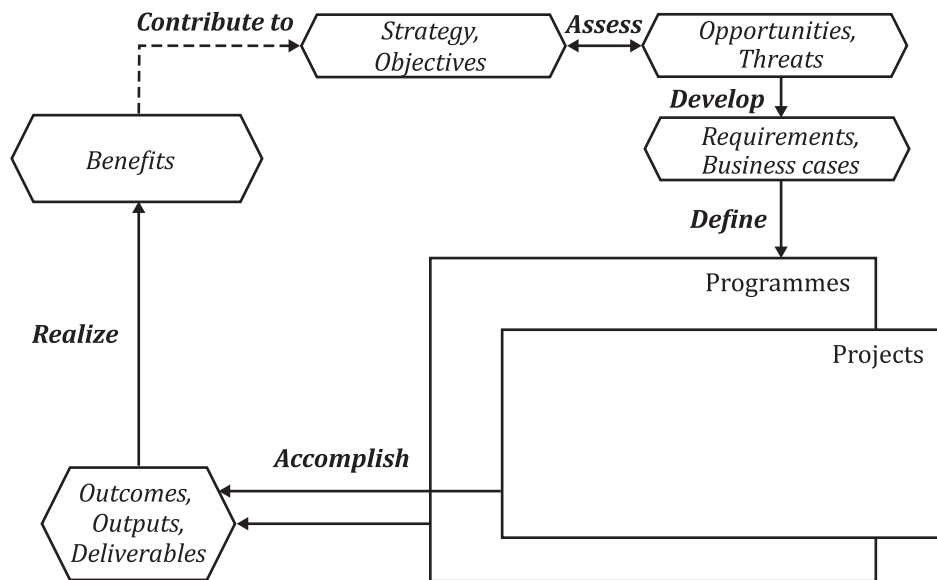 Contribute to
Strategy,
Objectives
Assess
Opportunities,
Threats
Develop
Requirements,
Business cases
Benefits
Define
Programmes
Projects
Realize
Accomplish
Outcomes,
Outputs,
Deliverables